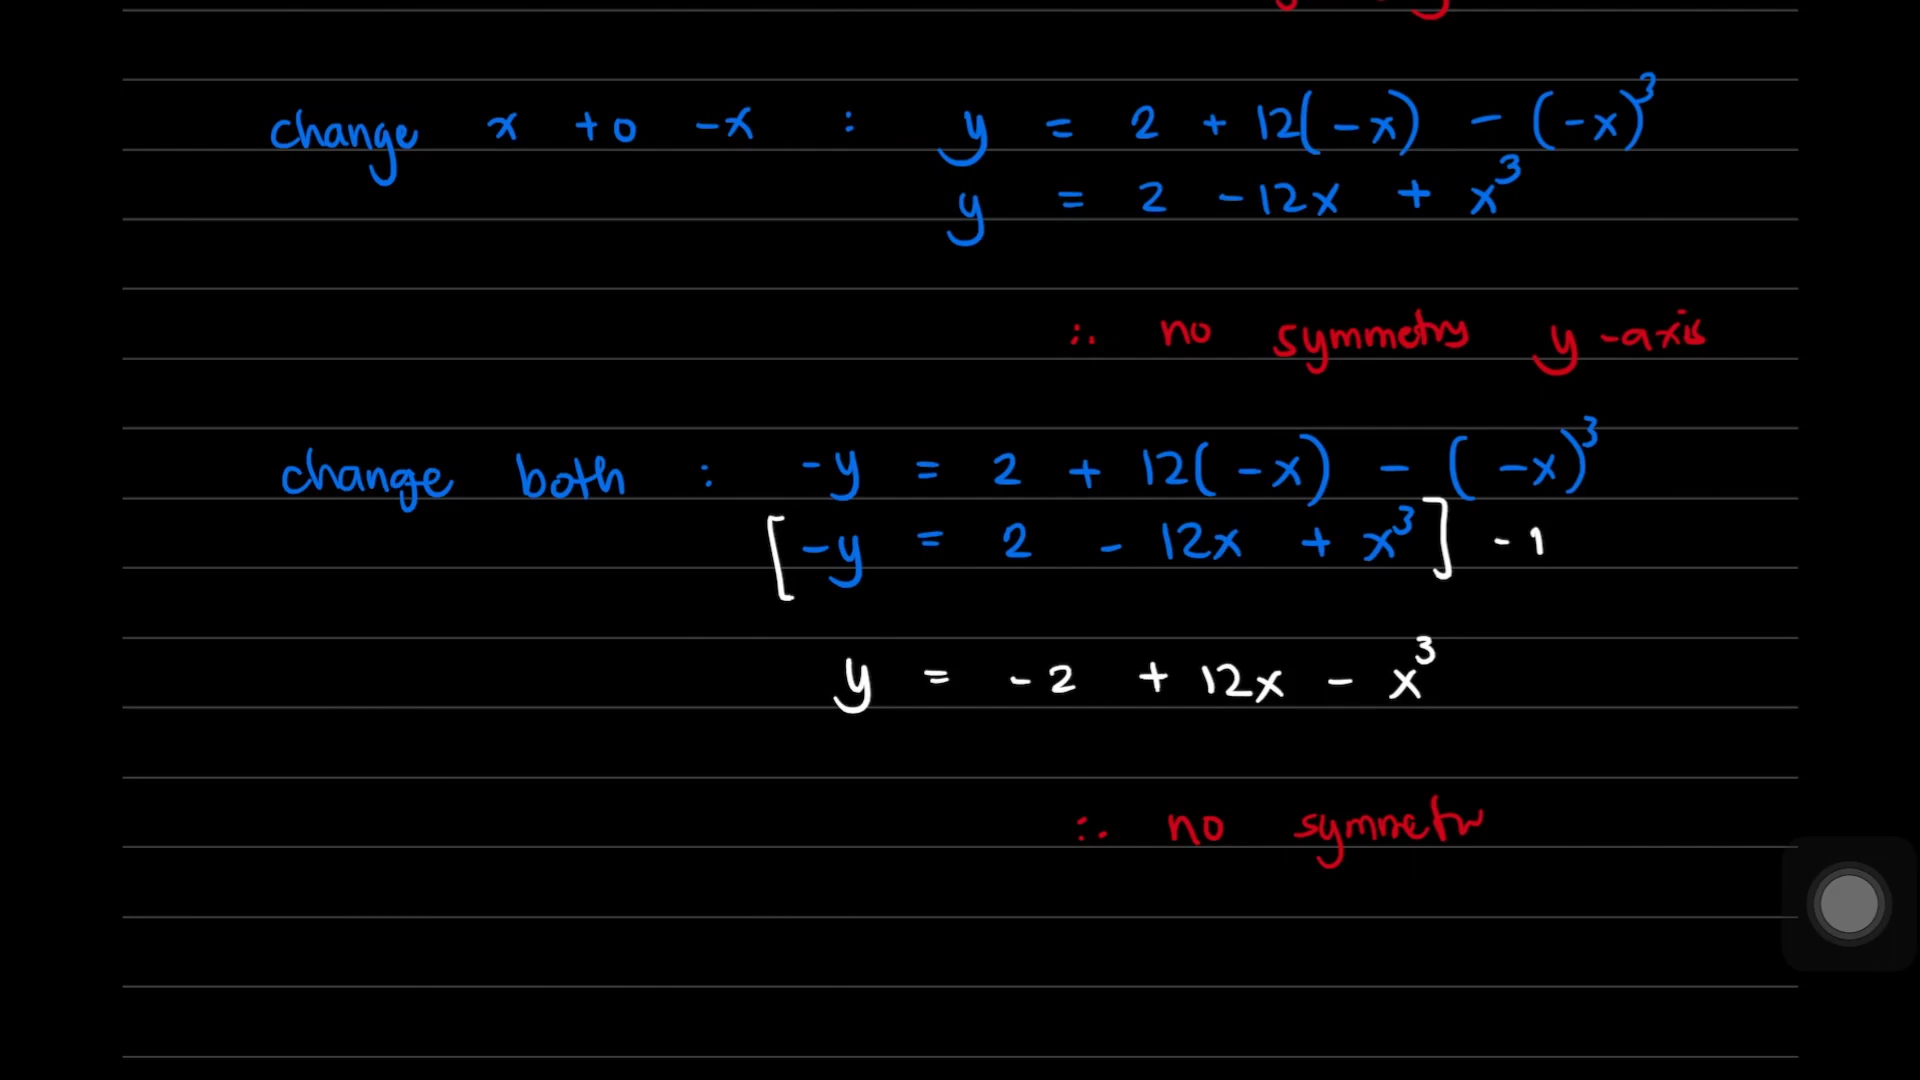 change x to -x : y = 2 + 12(-x) - (-x)³
y = 2 - 12x + x³
∴ no symmetry y-axis
change both : -y = 2 + 12(-x) - (-x)³
[-y = 2 - 12x + x³] -1
y = -2 + 12x - x³
∴ no